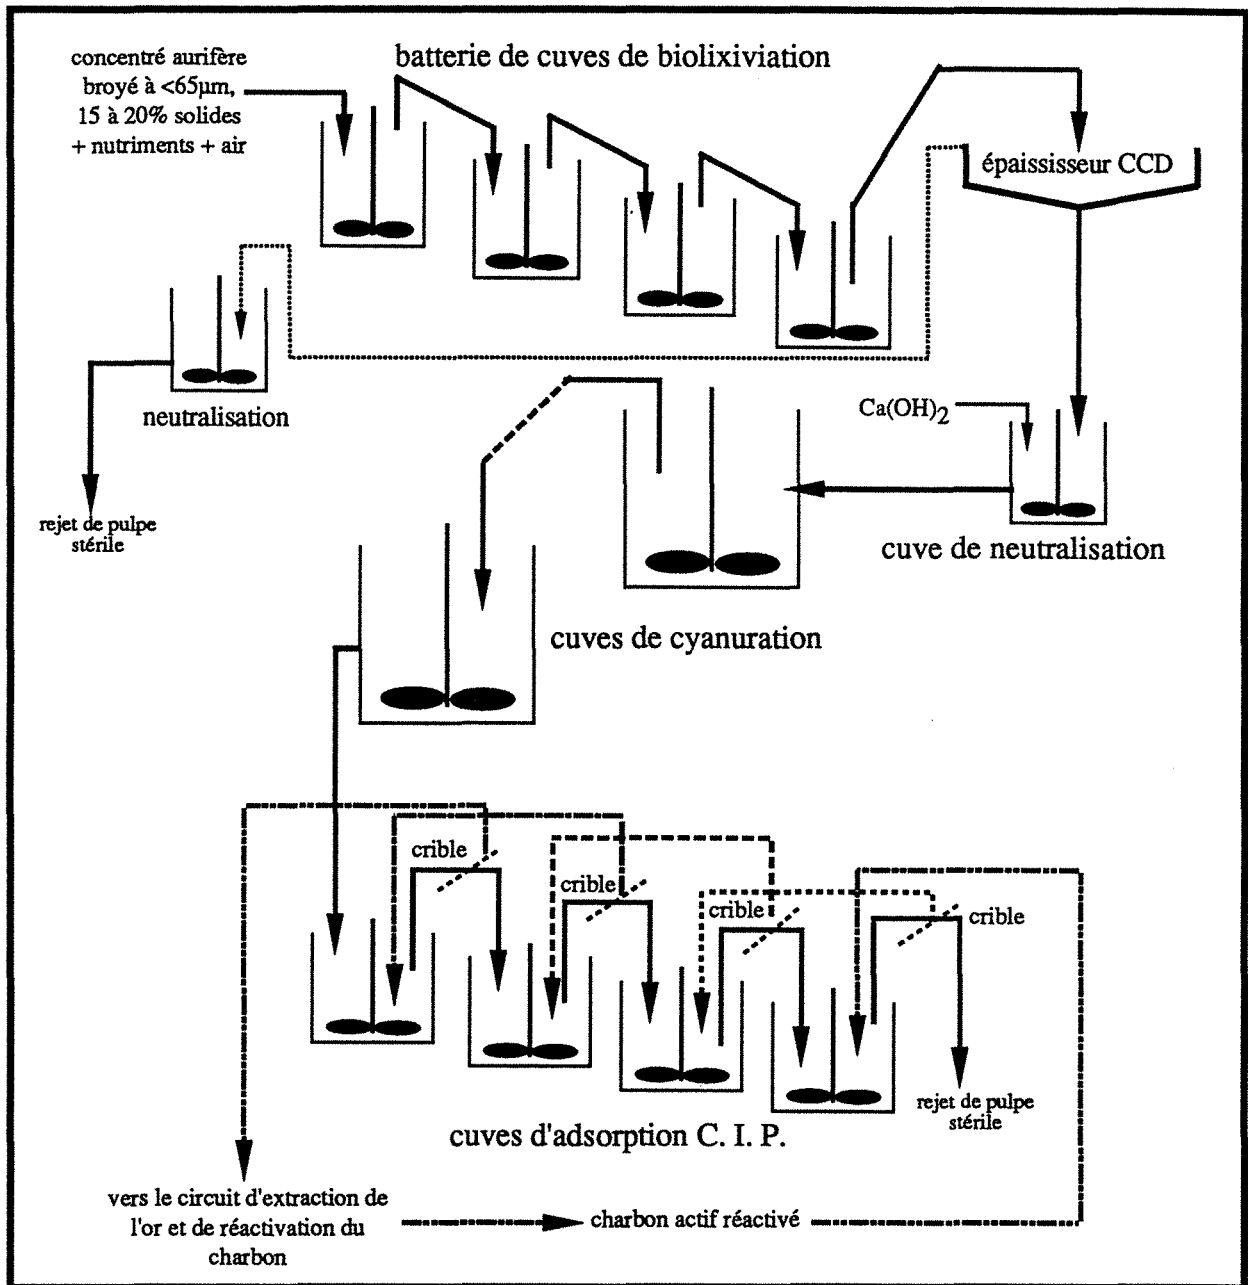 concentré aurifère
broyé à <65µm,
15 à 20% solides
+ nutriments + air
batterie de cuves de biolixiviation
épaississeur CCD
neutralisation
Ca(OH)2
rejet de pulpe
stérile
cuve de neutralisation
cuves de cyanuration
crible
crible
crible
crible
rejet de pulpe
stérile
cuves d'adsorption C. I. P.
vers le circuit d'extraction de
l'or et de réactivation du
charbon
charbon actif réactivé